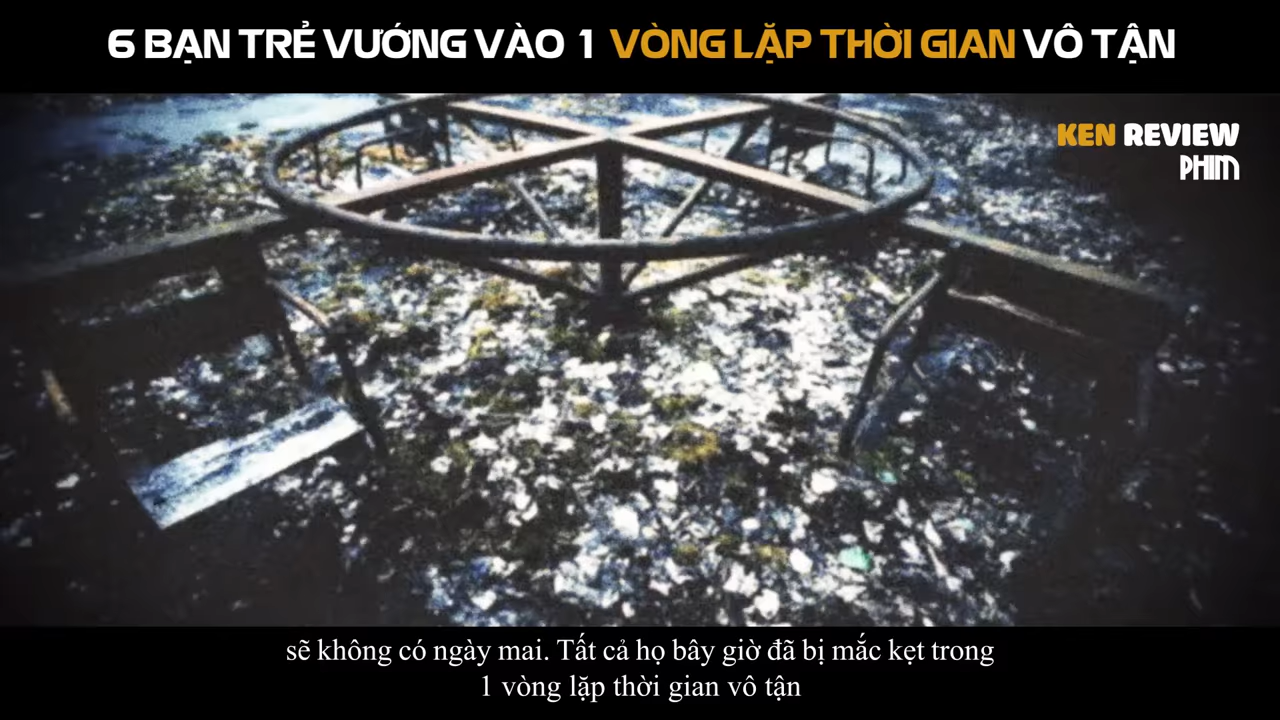 6 BẠN TRẺ VƯỚNG VÀO 1 VÒNG LẶP THỜI GIAN VÔ TẬN
KEN REVIEW
PHIM
sẽ không có ngày mai. Tất cả họ bây giờ đã bị mắc kẹt trong
1 vòng lặp thời gian vô tận